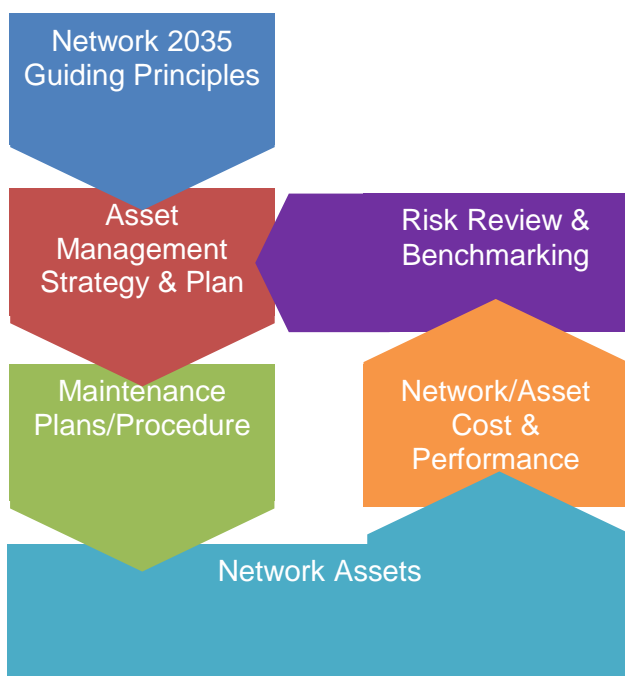 Network 2035
Guiding Principles
Asset
Management
Strategy & Plan
Risk Review &
Benchmarking
Maintenance
Plans/Procedure
Network/Asset
Cost &
Performance
Network Assets